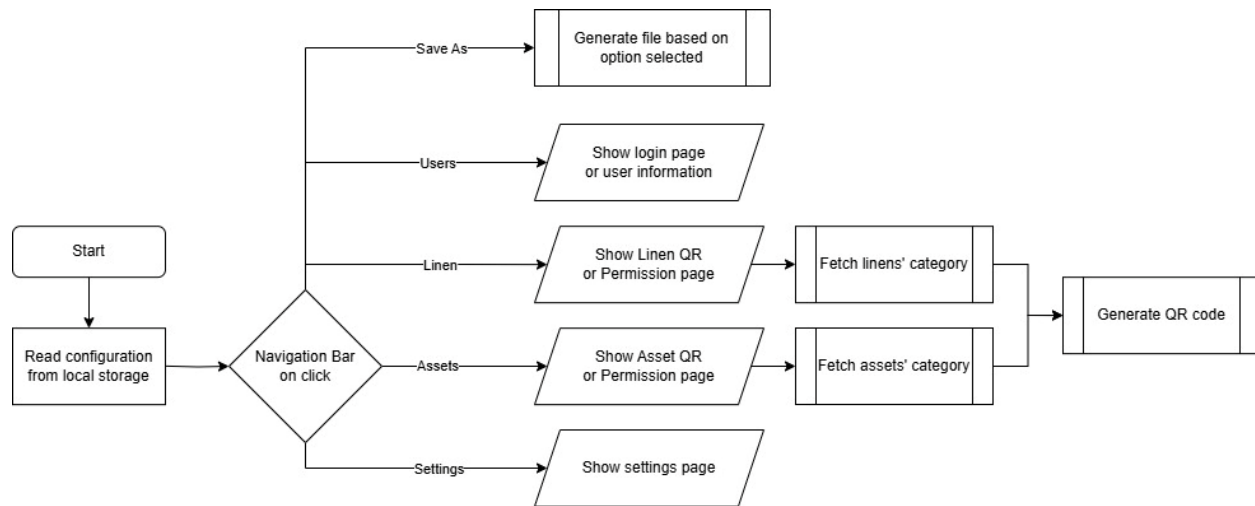 Save As
Generate file based on
option selected
Users
Show login page
or user information
Start
Linen
Show Linen QR
or Permission page
Fetch linens' category
Generate QR code
Read configuration
from local storage
Navigation Bar
on click
Assets
Show Asset QR
or Permission page
Fetch assets' category
Settings
Show settings page